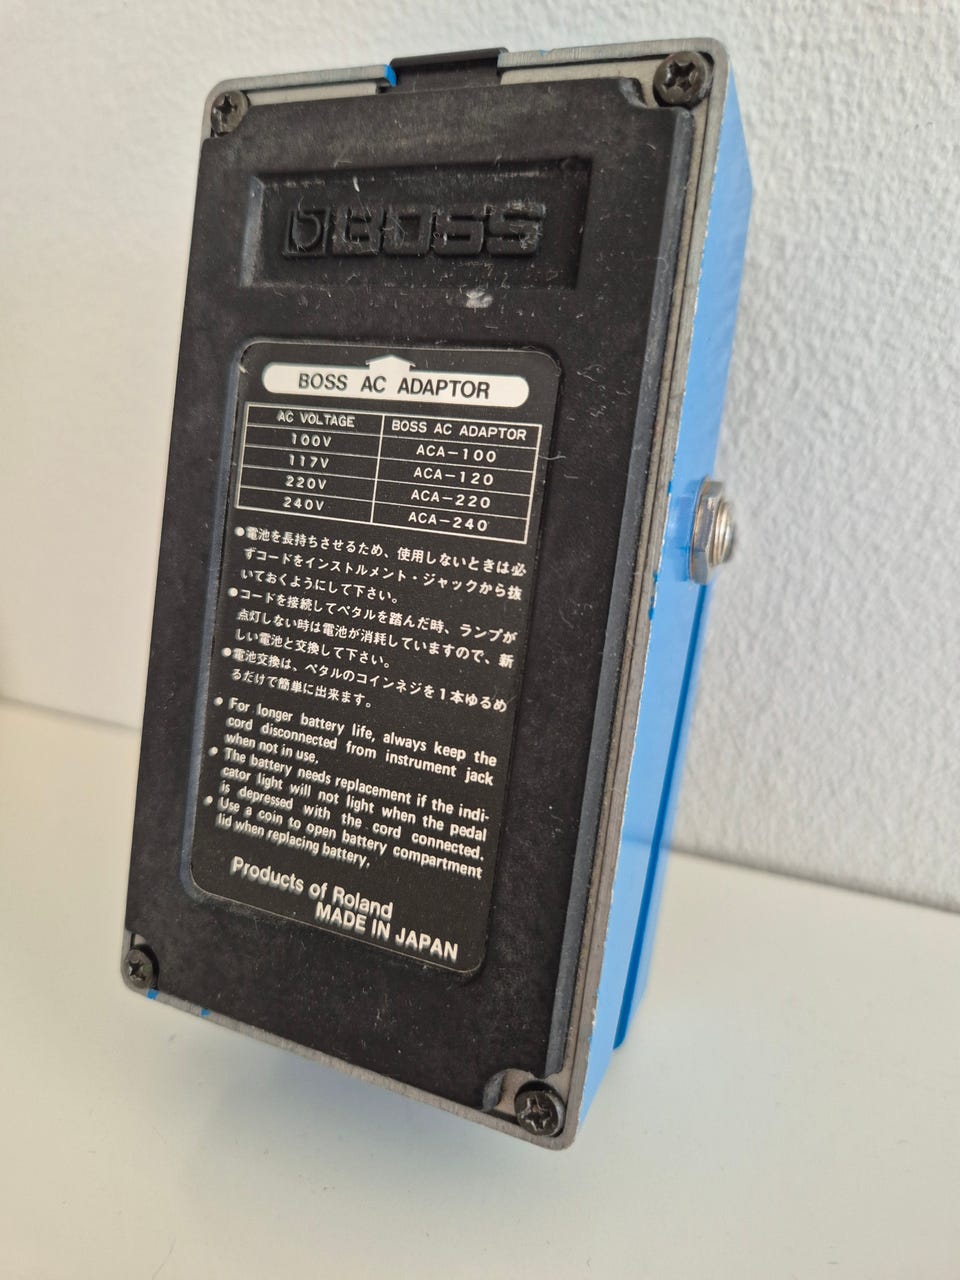 BOSS
BOSS AC ADAPTOR
AC VOLTAGE BOSS AC ADAPTOR
100V ACA-100
117V ACA-120
220V ACA-220
240V ACA-240
●電池を長持ちさせるため、使用しないときは必
ずコードをインストルメント・ジャックから抜
いておくようにして下さい。
●コードを接続してペタルを踏んだ時、ランプが
点灯しない時は電池が消耗していますので、新
しい電池と交換して下さい。
●電池交換は、ペタルのコインネジを1本ゆるめ
るだけで簡単に出来ます。
● For longer battery life, always keep the
cord disconnected from instrument jack
when not in use.
● The battery needs replacement if the indi-
cator light will not light when the pedal
is depressed with the cord connected.
● Use a coin to open battery compartment
lid when replacing battery.
Products of Roland
MADE IN JAPAN